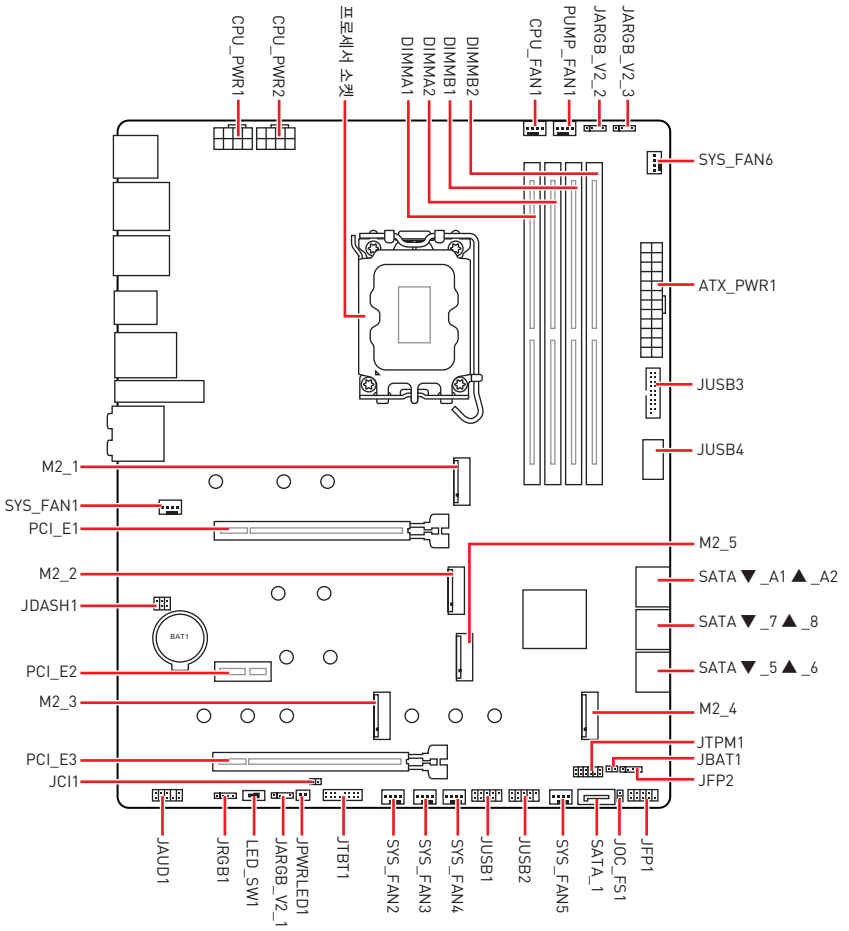 CPU_PWR1
CPU_PWR2
프로세서 소켓
DIMMA1
DIMMA2
DIMMB1
DIMMB2
CPU_FAN1
PUMP_FAN1
JARGB_V2_2
JARGB_V2_3
SYS_FAN6
ATX_PWR1
JUSB3
JUSB4
M2_1
SYS_FAN1
PCI_E1
M2_2
JDASH1
BAT1
PCI_E2
M2_3
PCI_E3
JCI1
M2_5
SATA ▼ _A1 ▲ _A2
SATA ▼ _7 ▲ _8
SATA ▼ _5 ▲ _6
M2_4
JTPM1
JBAT1
JFP2
JAUD1
JRGB1
LED_SW1
JARGB_V2_1
JPWRLED1
JTBT1
SYS_FAN2
SYS_FAN3
SYS_FAN4
JUSB1
JUSB2
SYS_FAN5
SATA_1
JOC_FS1
JFP1